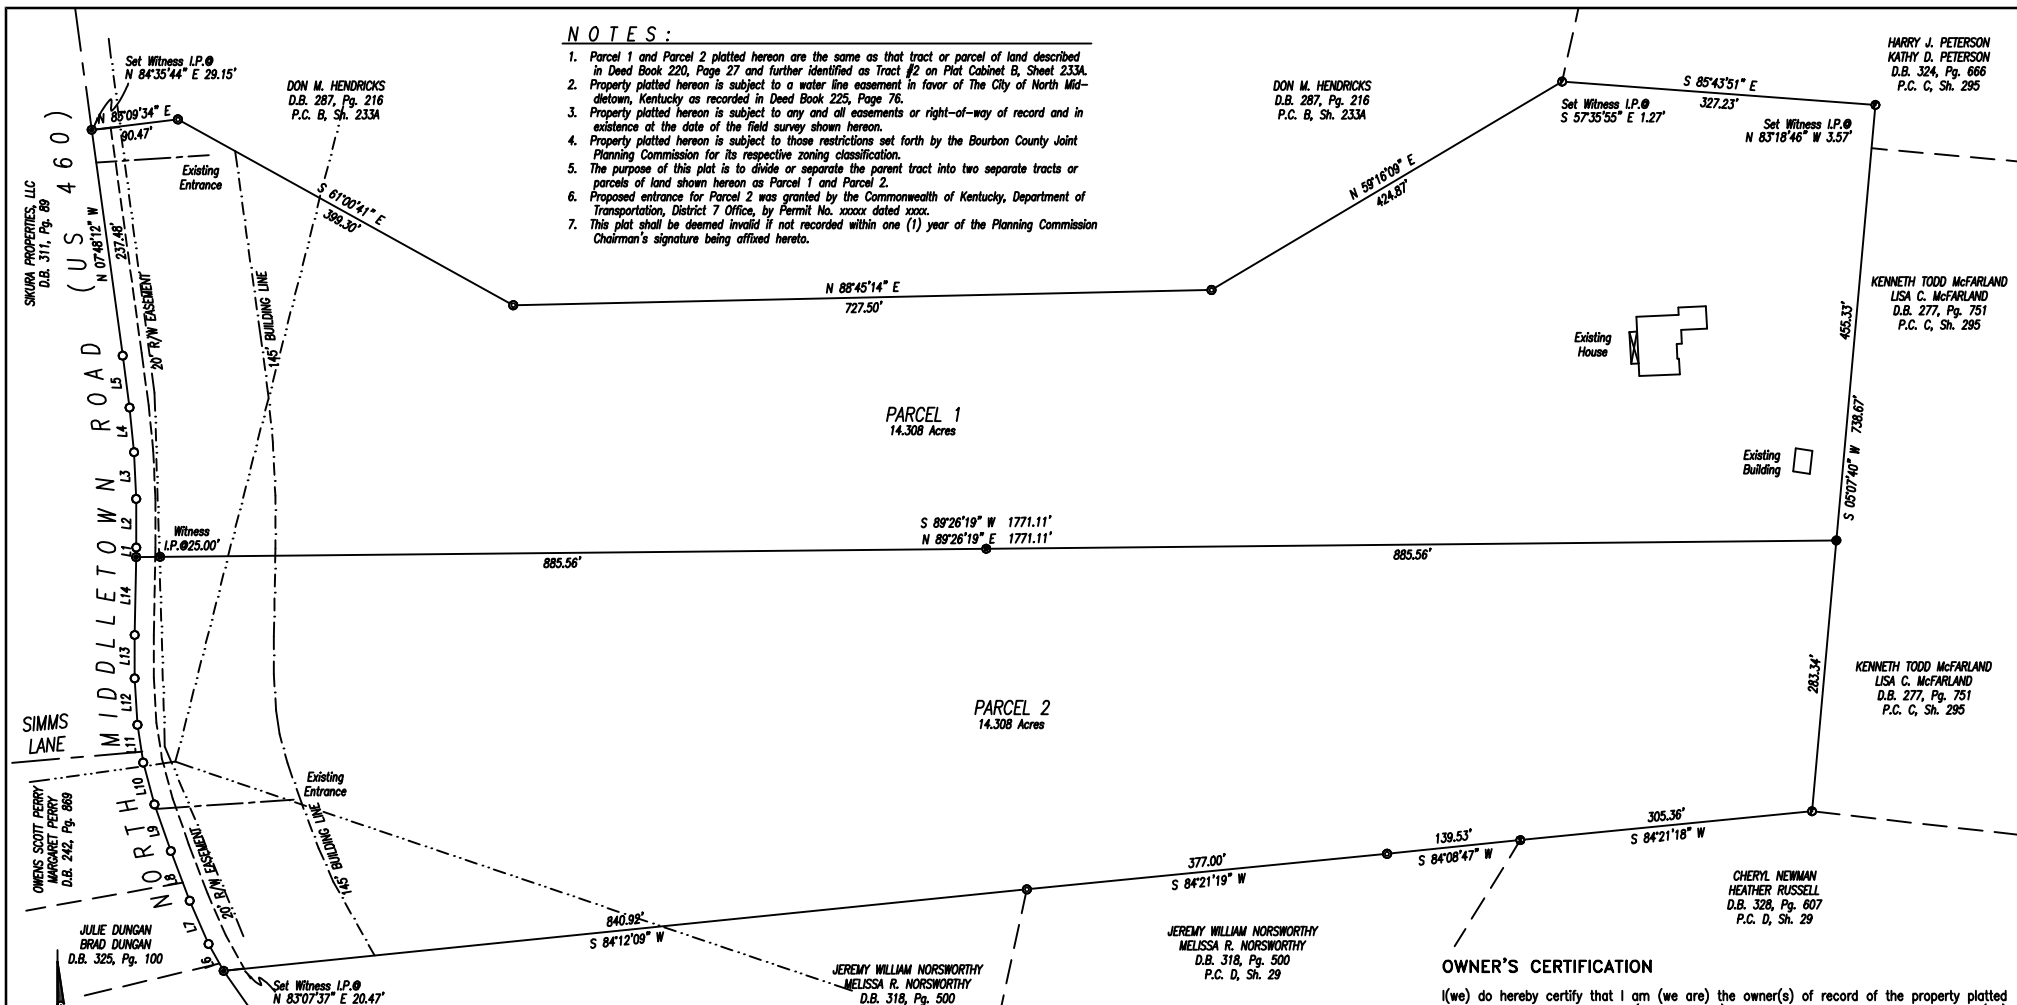 NOTES:
1. Parcel 1 and Parcel 2 platted hereon are the same as that tract or parcel of land described
in Deed Book 220, Page 27 and further identified as Tract #2 on Plat Cabinet B, Sheet 233A.
2. Property platted hereon is subject to a water line easement in favor of The City of North Mid-
dletown, Kentucky as recorded in Deed Book 225, Page 76.
3. Property platted hereon is subject to any and all easements or right-of-way of record and in
existence at the date of the field survey shown hereon.
4. Property platted hereon is subject to those restrictions set forth by the Bourbon County Joint
Planning Commission for its respective zoning classification.
5. The purpose of this plat is to divide or separate the parent tract into two separate tracts or
parcels of land shown hereon as Parcel 1 and Parcel 2.
6. Proposed entrance for Parcel 2 was granted by the Commonwealth of Kentucky, Department of
Transportation, District 7 Office, by Permit No. xxxxx dated xxxx.
7. This plat shall be deemed invalid if not recorded within one (1) year of the Planning Commission
Chairman's signature being affixed hereto.
Set Witness I.P.@
N 84°35'44" E 29.15'
N 83°09'34" E
90.47'
DON M. HENDRICKS
D.B. 287, Pg. 216
P.C. B, Sh. 233A
Existing
Entrance
S 61°00'41" E
399.30'
SIKURA PROPERTIES, LLC
D.B. 311, Pg. 89
NORTH MIDDLETOWN ROAD (US 460)
N 07°48'12" W
237.48'
20' R/W EASEMENT
145' BUILDING LINE
N 88°45'14" E
727.50'
DON M. HENDRICKS
D.B. 287, Pg. 216
P.C. B, Sh. 233A
N 59°16'09" E
424.87'
Set Witness I.P.@
S 57°35'55" E 1.27'
S 85°43'51" E
327.23'
Set Witness I.P.@
N 83°18'46" W 3.57'
HARRY J. PETERSON
KATHY D. PETERSON
D.B. 324, Pg. 666
P.C. C, Sh. 295
KENNETH TODD McFARLAND
LISA C. McFARLAND
D.B. 277, Pg. 751
P.C. C, Sh. 295
455.33'
S 05°07'40" W 738.67'
Existing
House
Existing
Building
PARCEL 1
14.308 Acres
L5
L4
L3
L2
L1
Witness
I.P.@25.00'
S 89°26'19" W 1771.11'
N 89°26'19" E 1771.11'
885.56'
885.56'
L14
L13
L12
L11
L10
L9
L8
L7
L6
PARCEL 2
14.308 Acres
283.34'
KENNETH TODD McFARLAND
LISA C. McFARLAND
D.B. 277, Pg. 751
P.C. C, Sh. 295
SIMMS
LANE
Existing
Entrance
145' BUILDING LINE
20' R/W EASEMENT
OWENS SCOTT PERRY
MARGARET PERRY
D.B. 242, Pg. 869
JULIE DUNGAN
BRAD DUNGAN
D.B. 325, Pg. 100
Set Witness I.P.@
N 83°07'37" E 20.47'
840.92'
S 84°12'09" W
377.00'
S 84°21'19" W
139.53'
S 84°08'47" W
305.36'
S 84°21'18" W
JEREMY WILLIAM NORSWORTHY
MELISSA R. NORSWORTHY
D.B. 318, Pg. 500
JEREMY WILLIAM NORSWORTHY
MELISSA R. NORSWORTHY
D.B. 318, Pg. 500
P.C. D, Sh. 29
CHERYL NEWMAN
HEATHER RUSSELL
D.B. 328, Pg. 607
P.C. D, Sh. 29
OWNER'S CERTIFICATION
I(we) do hereby certify that I am (we are) the owner(s) of record of the property platted